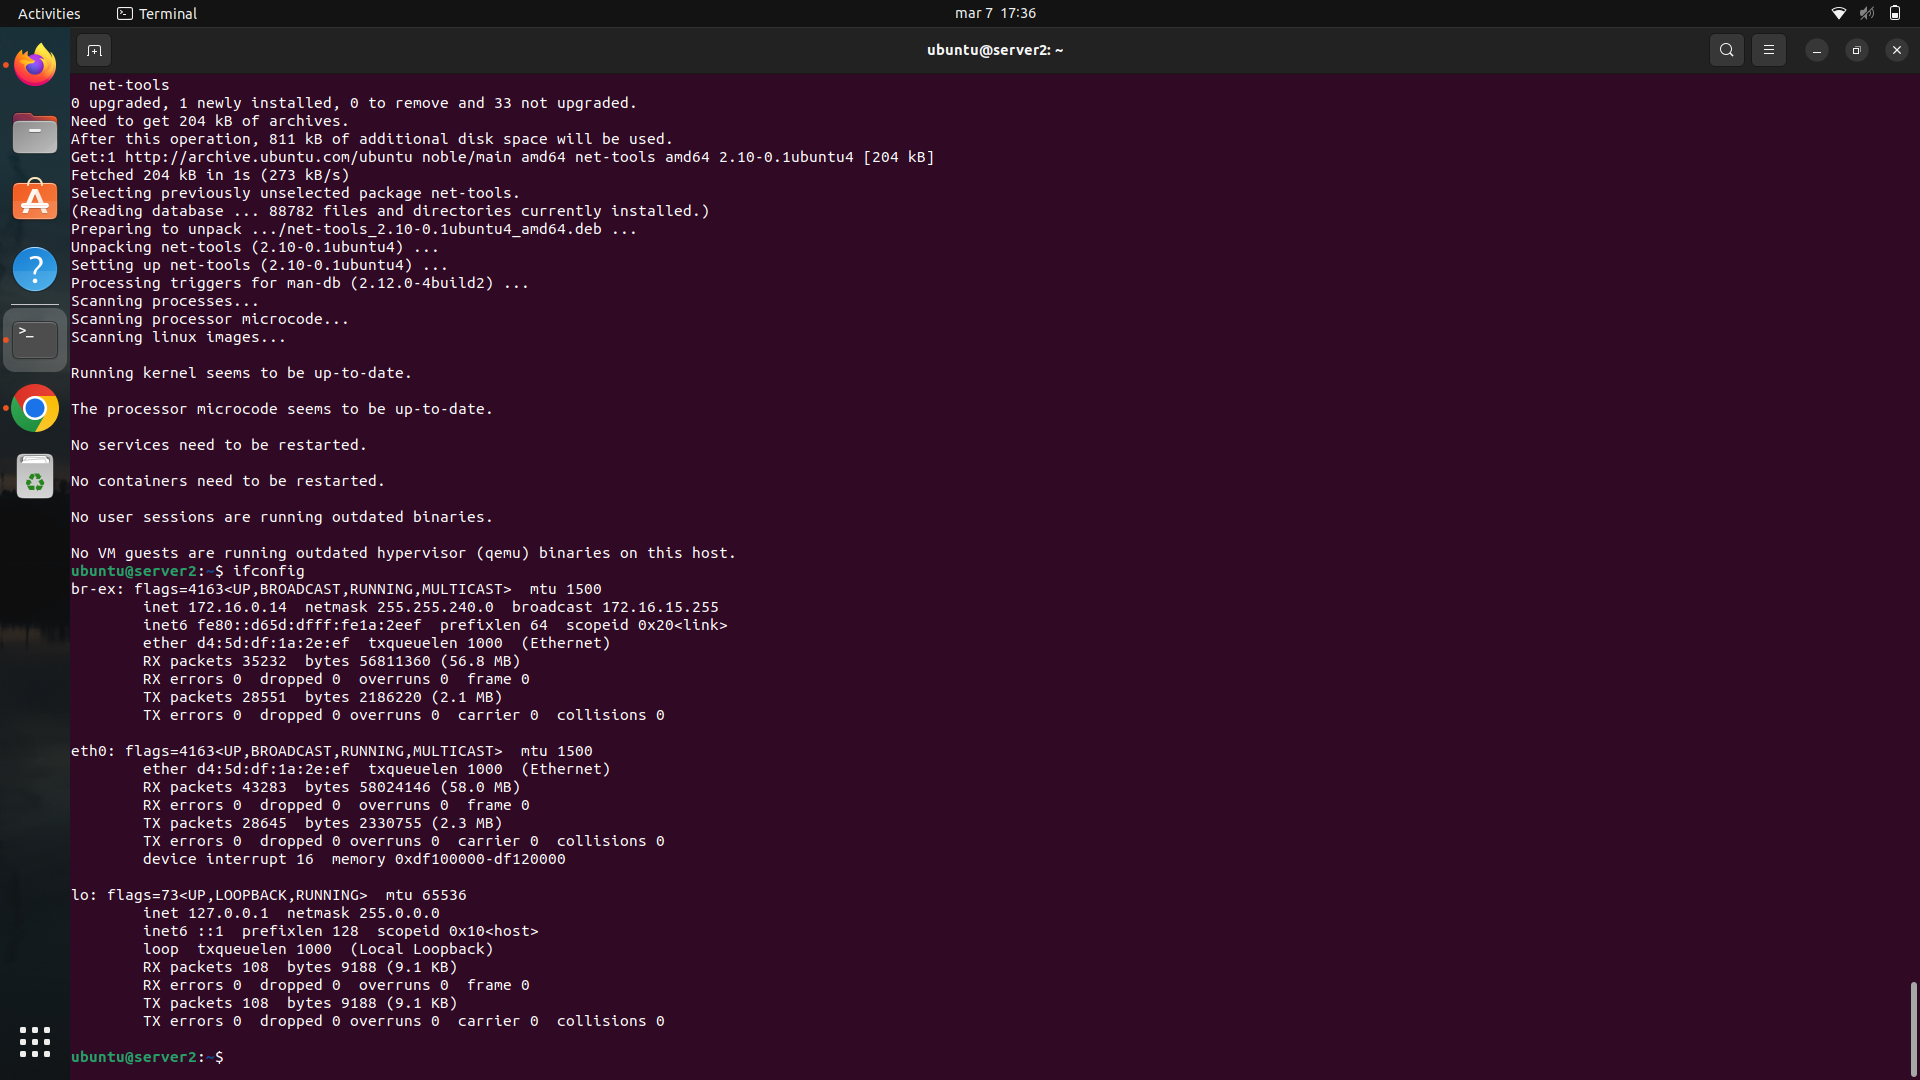 Activities
Terminal
mar 7 17:36
ubuntu@server2: ~
net-tools
0 upgraded, 1 newly installed, 0 to remove and 33 not upgraded.
Need to get 204 kB of archives.
After this operation, 811 kB of additional disk space will be used.
Get:1 http://archive.ubuntu.com/ubuntu noble/main amd64 net-tools amd64 2.10-0.1ubuntu4 [204 kB]
Fetched 204 kB in 1s (273 kB/s)
Selecting previously unselected package net-tools.
(Reading database ... 88782 files and directories currently installed.)
Preparing to unpack .../net-tools_2.10-0.1ubuntu4_amd64.deb ...
Unpacking net-tools (2.10-0.1ubuntu4) ...
Setting up net-tools (2.10-0.1ubuntu4) ...
Processing triggers for man-db (2.12.0-4build2) ...
Scanning processes...
Scanning processor microcode...
Scanning linux images...
Running kernel seems to be up-to-date.
The processor microcode seems to be up-to-date.
No services need to be restarted.
No containers need to be restarted.
No user sessions are running outdated binaries.
No VM guests are running outdated hypervisor (qemu) binaries on this host.
ubuntu@server2:~$ ifconfig
br-ex: flags=4163<UP,BROADCAST,RUNNING,MULTICAST>  mtu 1500
inet 172.16.0.14  netmask 255.255.240.0  broadcast 172.16.15.255
inet6 fe80::d65d:dfff:fe1a:2eef  prefixlen 64  scopeid 0x20<link>
ether d4:5d:df:1a:2e:ef  txqueuelen 1000  (Ethernet)
RX packets 35232  bytes 56811360 (56.8 MB)
RX errors 0  dropped 0  overruns 0  frame 0
TX packets 28551  bytes 2186220 (2.1 MB)
TX errors 0  dropped 0 overruns 0  carrier 0  collisions 0
eth0: flags=4163<UP,BROADCAST,RUNNING,MULTICAST>  mtu 1500
ether d4:5d:df:1a:2e:ef  txqueuelen 1000  (Ethernet)
RX packets 43283  bytes 58024146 (58.0 MB)
RX errors 0  dropped 0  overruns 0  frame 0
TX packets 28645  bytes 2330755 (2.3 MB)
TX errors 0  dropped 0 overruns 0  carrier 0  collisions 0
device interrupt 16  memory 0xdf100000-df120000
lo: flags=73<UP,LOOPBACK,RUNNING>  mtu 65536
inet 127.0.0.1  netmask 255.0.0.0
inet6 ::1  prefixlen 128  scopeid 0x10<host>
loop  txqueuelen 1000  (Local Loopback)
RX packets 108  bytes 9188 (9.1 KB)
RX errors 0  dropped 0  overruns 0  frame 0
TX packets 108  bytes 9188 (9.1 KB)
TX errors 0  dropped 0 overruns 0  carrier 0  collisions 0
ubuntu@server2:~$